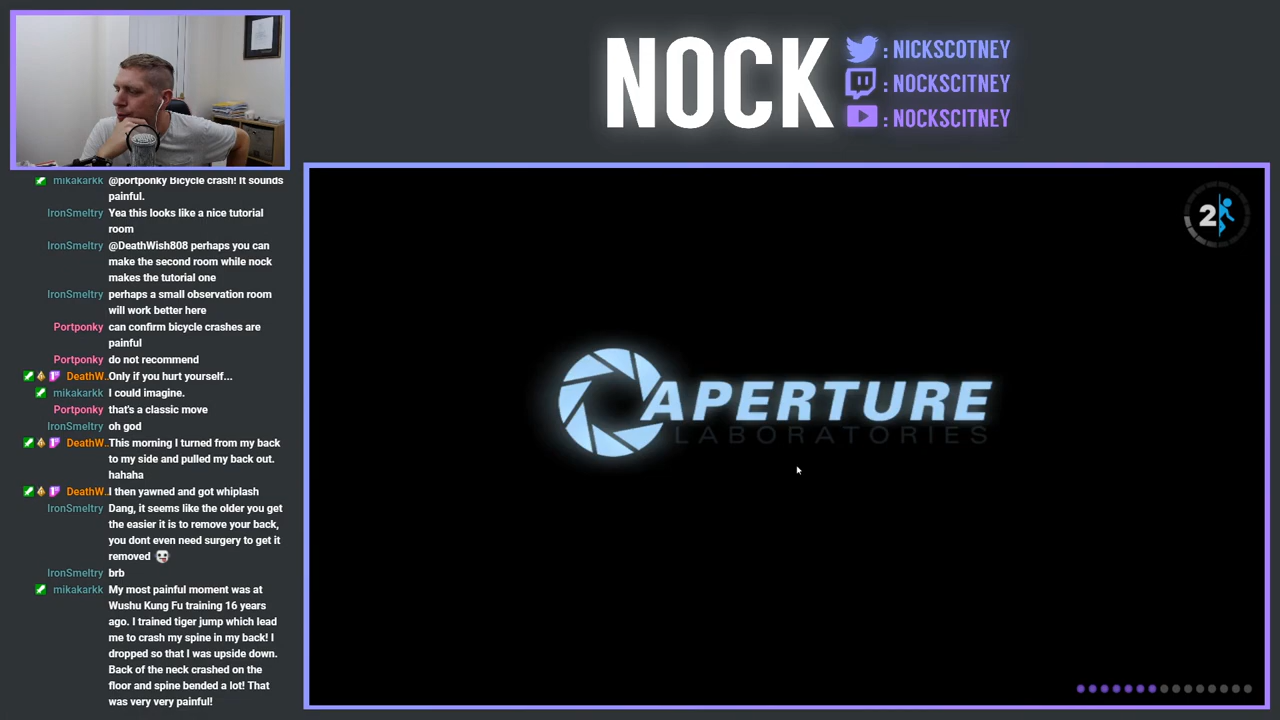 NOCK
: NICKSCOTNEY
: NOCKSCITNEY
: NOCKSCITNEY
mikakarkk @portponky Bicycle crash! It sounds
painful.
IronSmeltry Yea this looks like a nice tutorial
room
IronSmeltry @DeathWish808 perhaps you can
make the second room while nock
makes the tutorial one
IronSmeltry perhaps a small observation room
will work better here
Portponky can confirm bicycle crashes are
painful
Portponky do not recommend
DeathW.. Only if you hurt yourself...
mikakarkk I could imagine.
Portponky that's a classic move
IronSmeltry oh god
DeathW.. This morning I turned from my back
to my side and pulled my back out.
hahaha
DeathW.. I then yawned and got whiplash
IronSmeltry Dang, it seems like the older you get
the easier it is to remove your back,
you dont even need surgery to get it
removed
IronSmeltry brb
mikakarkk My most painful moment was at
Wushu Kung Fu training 16 years
ago. I trained tiger jump which lead
me to crash my spine in my back! I
dropped so that I was upside down.
Back of the neck crashed on the
floor and spine bended a lot! That
was very very painful!
2
APERTURE
LABORATORIES